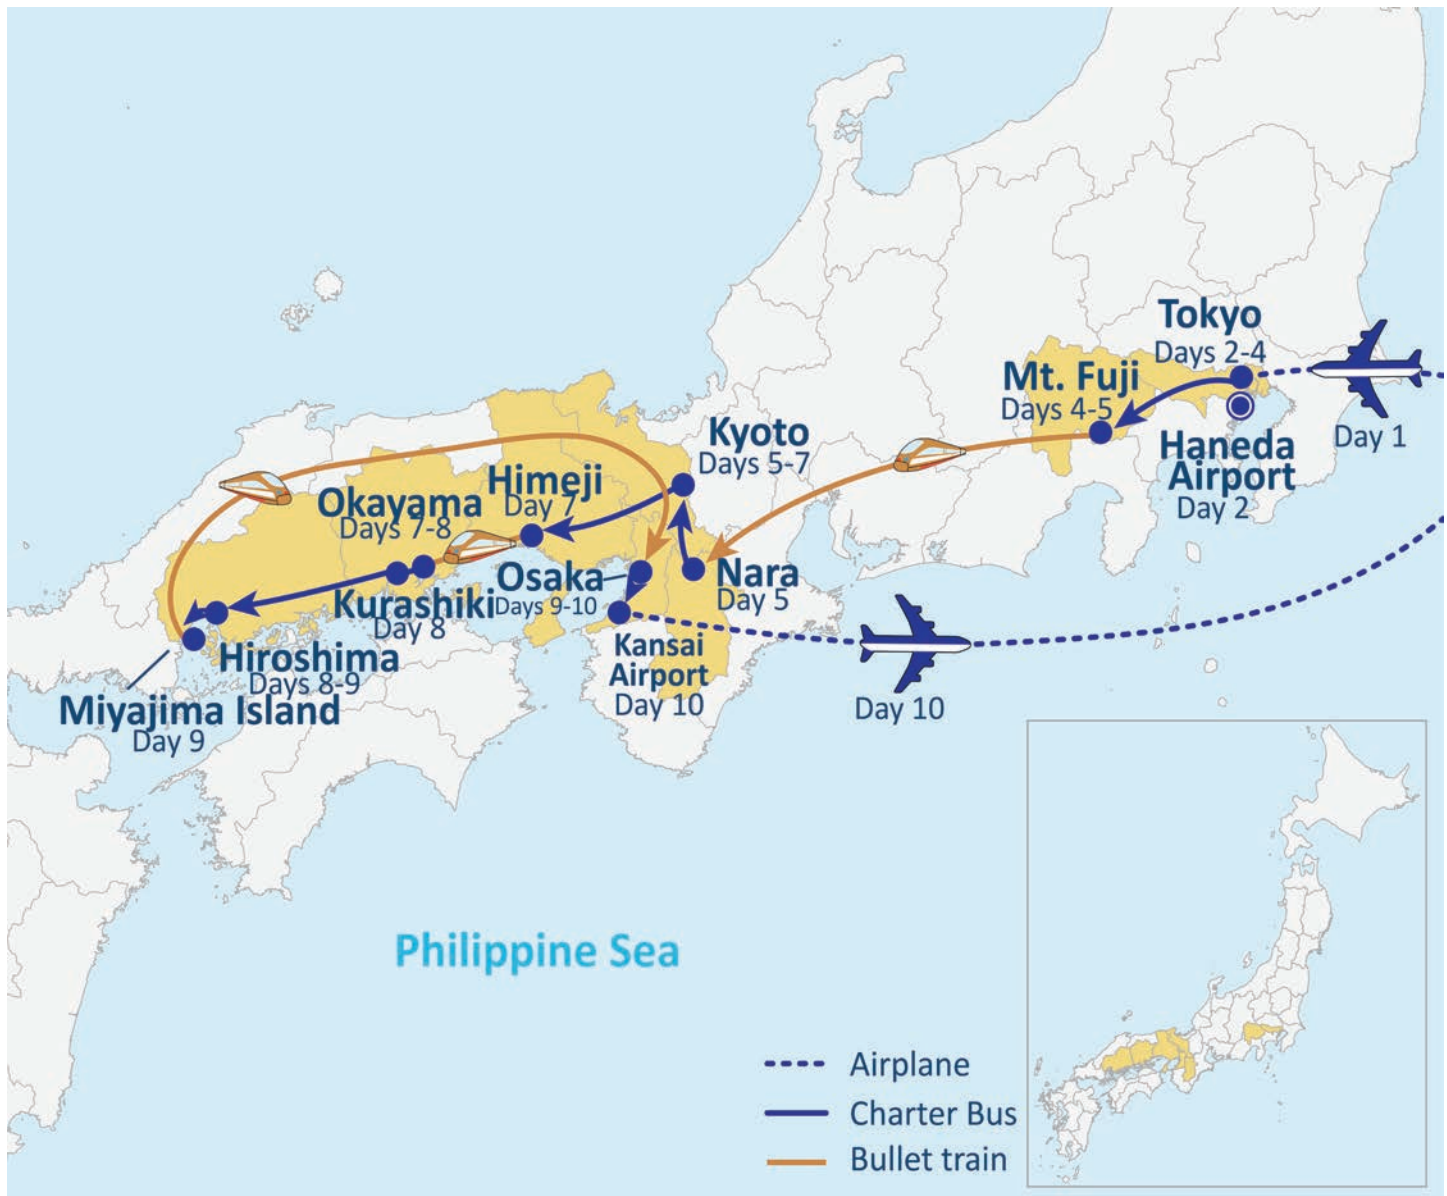 Tokyo
Days 2-4
Mt. Fuji
Days 4-5
Haneda
Airport
Day 2
Day 1
Kyoto
Days 5-7
Himeji
Day 7
Okayama
Days 7-8
Osaka
Days 9-10
Nara
Day 5
Kurashiki
Day 8
Kansai
Airport
Day 10
Hiroshima
Days 8-9
Miyajima Island
Day 9
Day 10
Philippine Sea
Airplane
Charter Bus
Bullet train